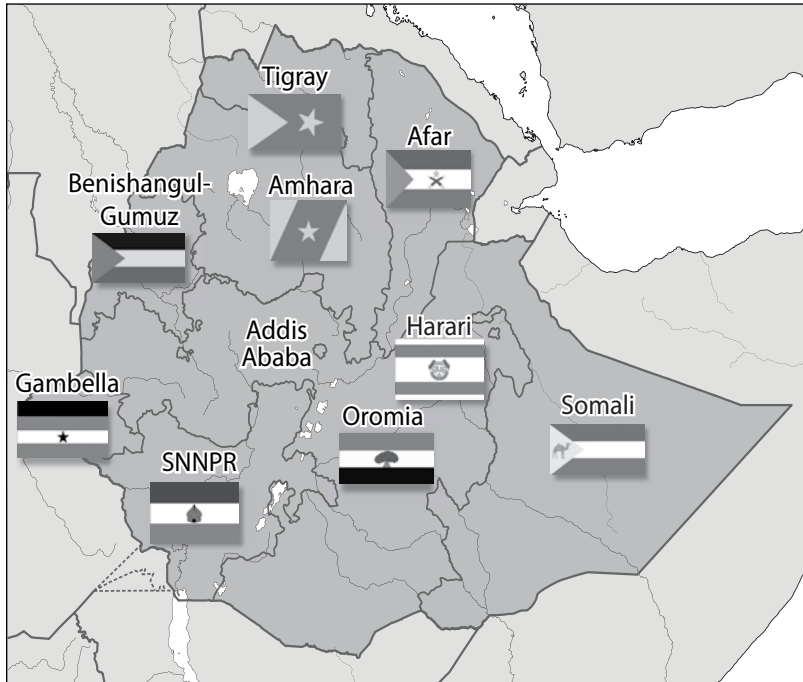 Tigray
Afar
Benishangul-
Gumuz
Amhara
Addis
Ababa
Harari
Gambella
Oromia
Somali
SNNPR